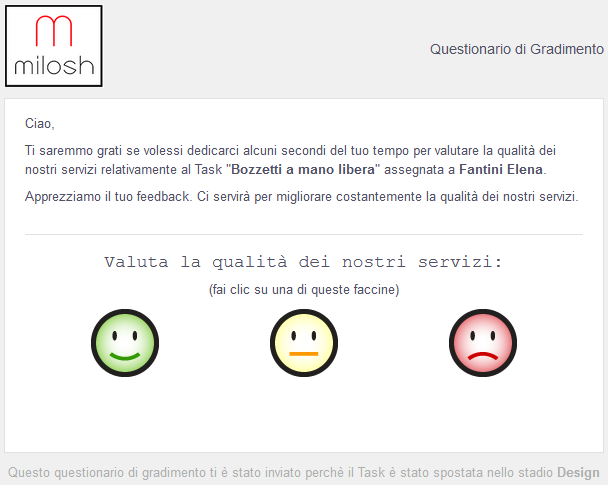 milosh
Questionario di Gradimento
Ciao,
Ti saremmo grati se volessi dedicarci alcuni secondi del tuo tempo per valutare la qualità dei
nostri servizi relativamente al Task "Bozzetti a mano libera" assegnata a Fantini Elena.
Apprezziamo il tuo feedback. Ci servirà per migliorare costantemente la qualità dei nostri servizi.
Valuta la qualità dei nostri servizi:
(fai clic su una di queste faccine)
Questo questionario di gradimento ti é stato inviato perchè il Task é stato spostata nello stadio Design